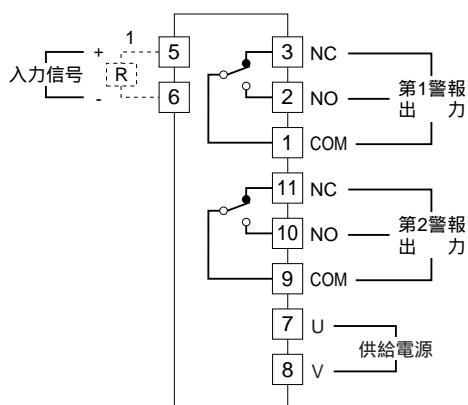 入力信号
+
1
R
-
5
6
3 NC
2 NO
1 COM
第1警報
出 力
11 NC
10 NO
9 COM
第2警報
出 力
7 U
8 V
供給電源